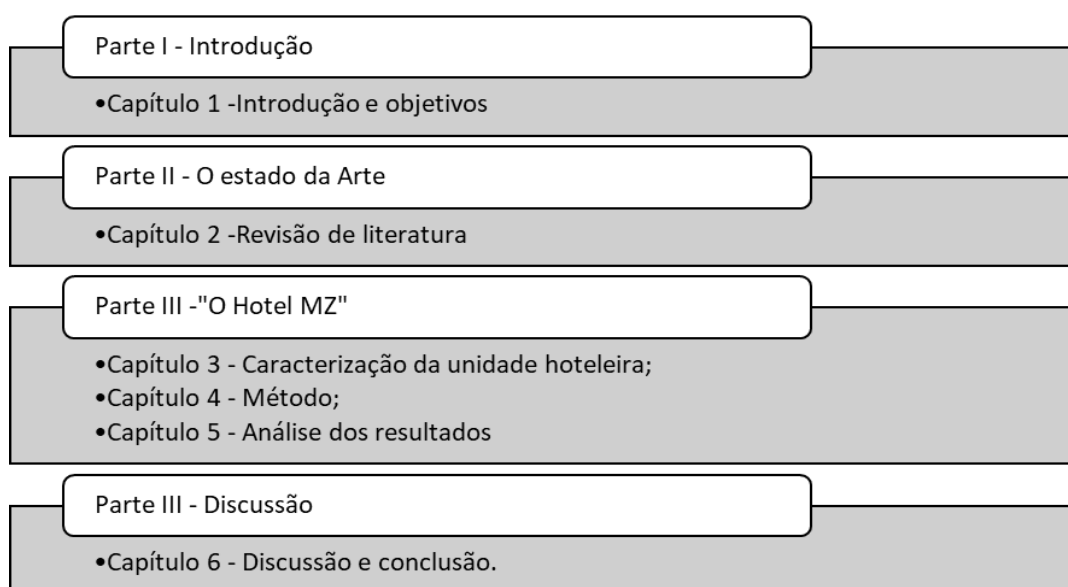 Parte I - Introdução
•Capítulo 1 -Introdução e objetivos
Parte II - O estado da Arte
•Capítulo 2 -Revisão de literatura
Parte III -"O Hotel MZ"
•Capítulo 3 - Caracterização da unidade hoteleira;
•Capítulo 4 - Método;
•Capítulo 5 - Análise dos resultados
Parte III - Discussão
•Capítulo 6 - Discussão e conclusão.